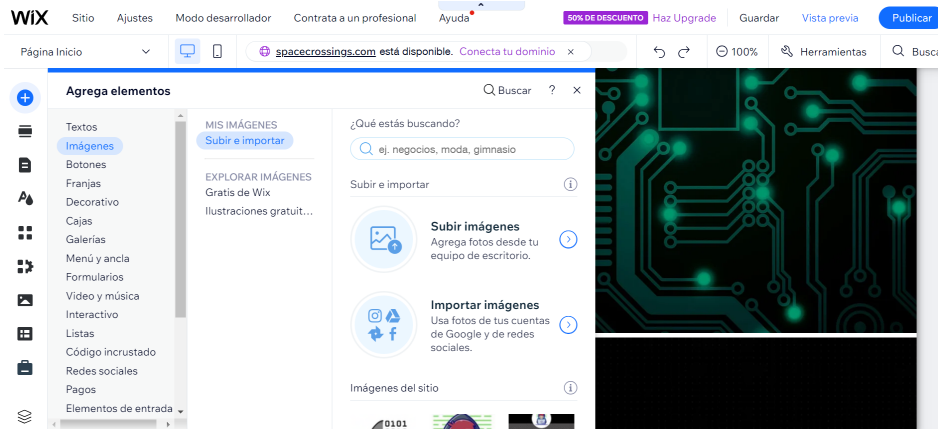 WiX
Sitio
Ajustes
Modo desarrollador
Contrata a un profesional
Ayuda
50% DE DESCUENTO
Haz Upgrade
Guardar
Vista previa
Publicar
Página Inicio
spacecrossings.com está disponible. Conecta tu dominio
100%
Herramientas
Agrega elementos
Buscar
?
Textos
Imágenes
Botones
Franjas
Decorativo
Cajas
Galerías
Menú y ancla
Formularios
Video y música
Interactivo
Listas
Código incrustado
Redes sociales
Pagos
Elementos de entrada
MIS IMÁGENES
Subir e importar
EXPLORAR IMÁGENES
Gratis de Wix
Ilustraciones gratuit...
¿Qué estás buscando?
ej. negocios, moda, gimnasio
Subir e importar
Subir imágenes
Agrega fotos desde tu
equipo de escritorio.
Importar imágenes
Usa fotos de tus cuentas
de Google y de redes
sociales.
Imágenes del sitio
0101